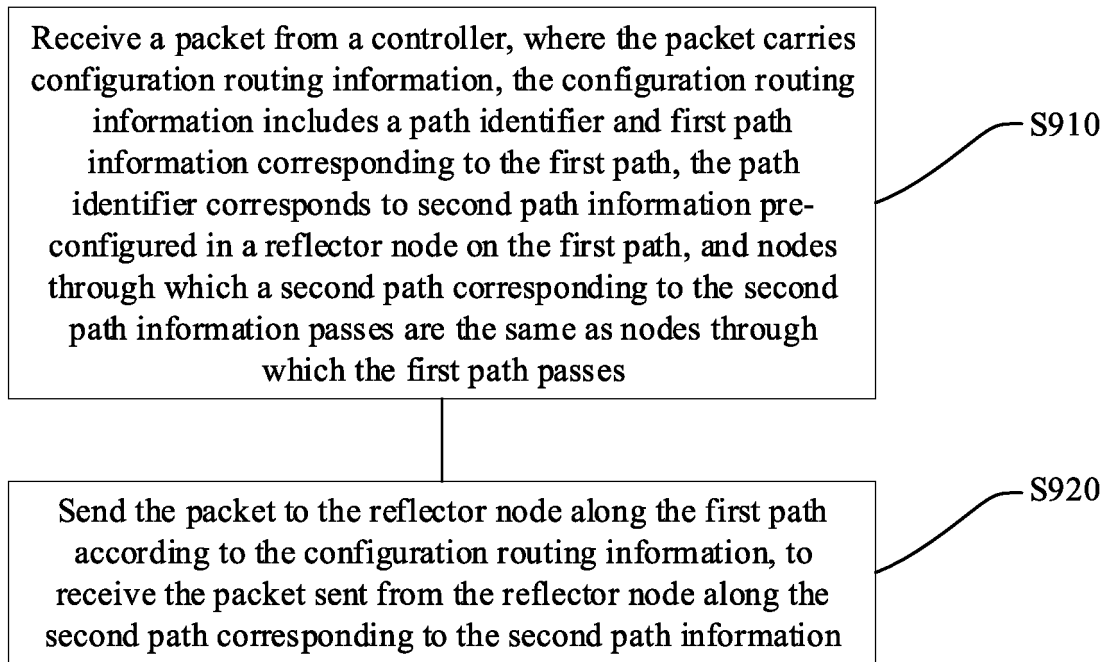 Receive a packet from a controller, where the packet carries
configuration routing information, the configuration routing
information includes a path identifier and first path
information corresponding to the first path, the path
identifier corresponds to second path information pre-
configured in a reflector node on the first path, and nodes
through which a second path corresponding to the second
path information passes are the same as nodes through
which the first path passes
S910
Send the packet to the reflector node along the first path
according to the configuration routing information, to
receive the packet sent from the reflector node along the
second path corresponding to the second path information
S920